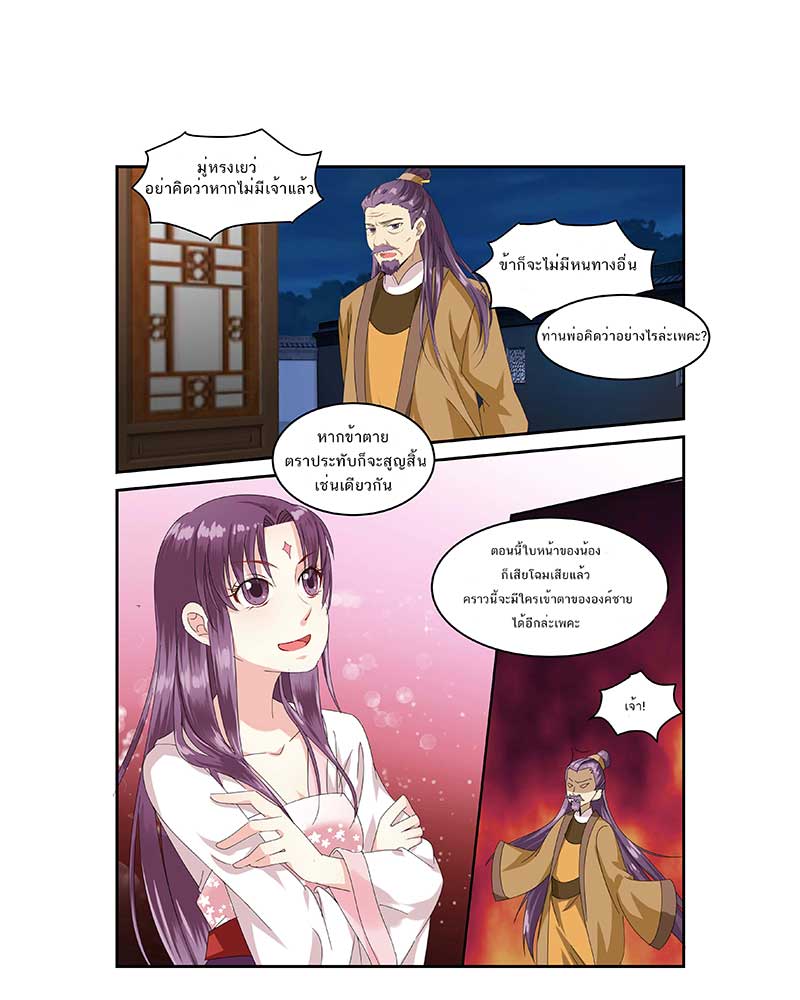 มู่หรงเยว่
อย่าคิดว่าหากไม่มีเจ้าแล้ว
ข้าก็จะไม่มีหนทางอื่น
ท่านพ่อคิดว่าอย่างไรล่ะเพคะ?
หากข้าตาย
ตราประทับก็จะสูญสิ้น
เช่นเดียวกัน
ตอนนี้ใบหน้าของน้อง
ก็เสียโฉมเสียแล้ว
คราวนี้จะมีใครเข้าตาขององค์ชาย
ได้อีกล่ะเพคะ
เจ้า!